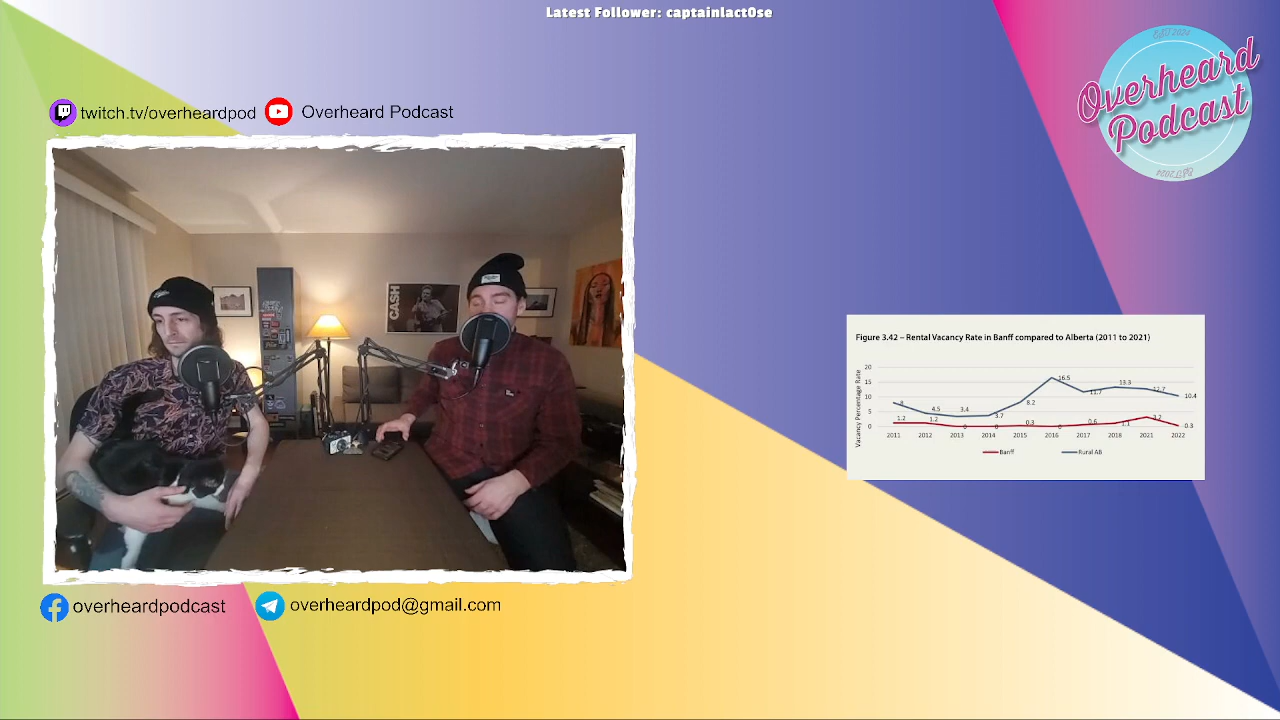 Latest Follower: captainlact0se
Overheard
Podcast
twitch.tv/overheardpod
Overheard Podcast
CASH
Figure 3.42 – Rental Vacancy Rate in Banff compared to Alberta (2011 to 2021)
Vacancy Percentage Rate
20
15
10
5
0
8
4.5
3.4
3.7
8.2
16.5
11.7
13.3
12.7
10.4
1.2
1.2
0
0
0.3
0
0.6
1.1
3.2
0.3
2011
2012
2013
2014
2015
2016
2017
2018
2021
2022
Banff
Rural AB
overheardpodcast
overheardpod@gmail.com